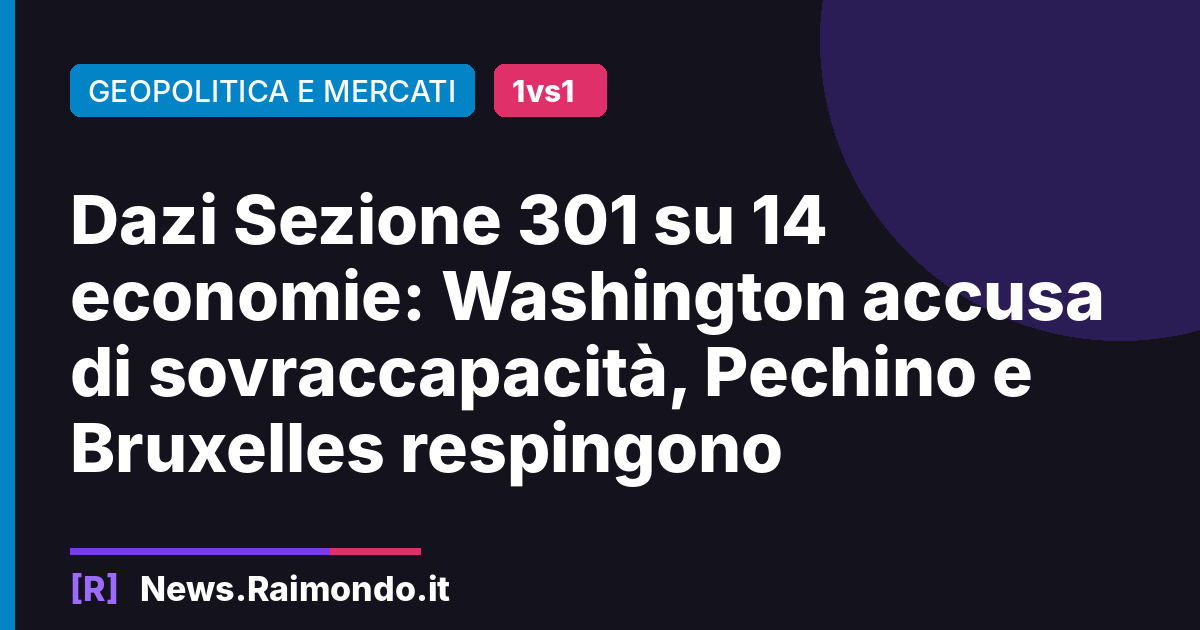 GEOPOLITICA E MERCATI 1vs1
Dazi Sezione 301 su 14
economie: Washington accusa
di sovraccapacità, Pechino e
Bruxelles respingono
[R] News.Raimondo.it